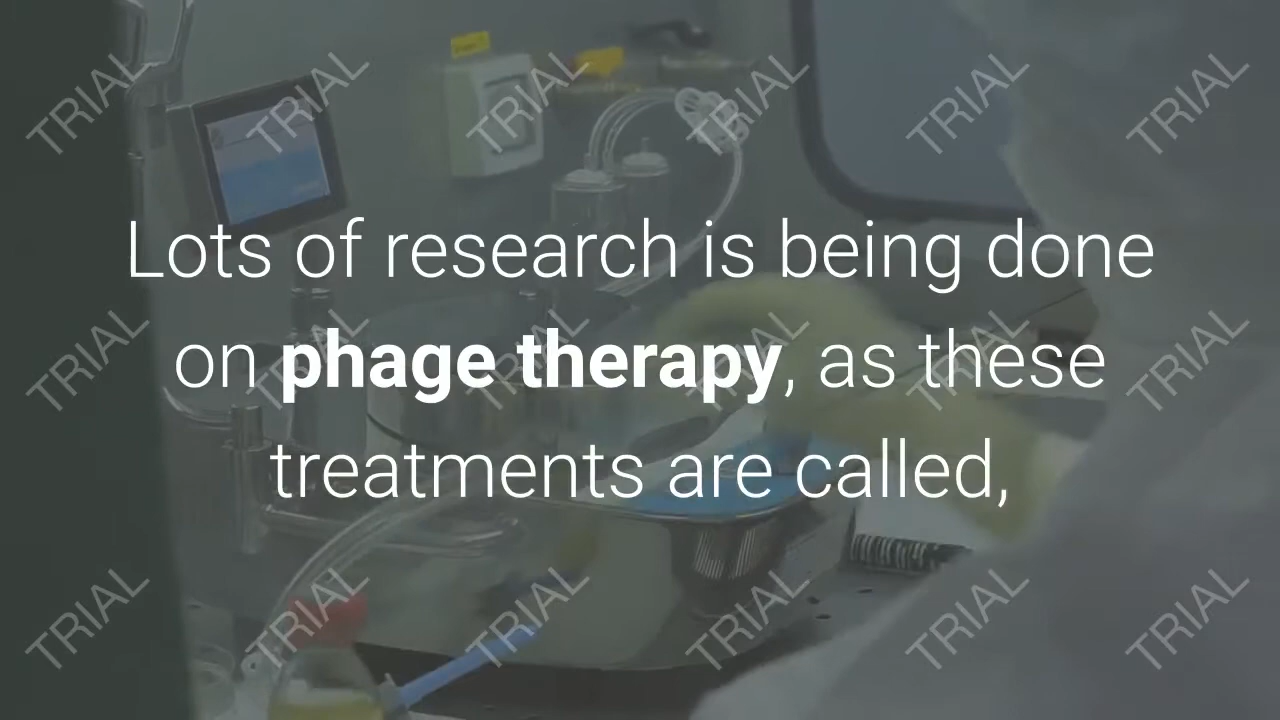 TRIAL TRIAL TRIAL TRIAL TRIAL TRIAL
Lots of research is being done
TRIAL TRIAL TRIAL TRIAL TRIAL TRIAL
on phage therapy, as these
treatments are called,
TRIAL TRIAL TRIAL TRIAL TRIAL TRIAL